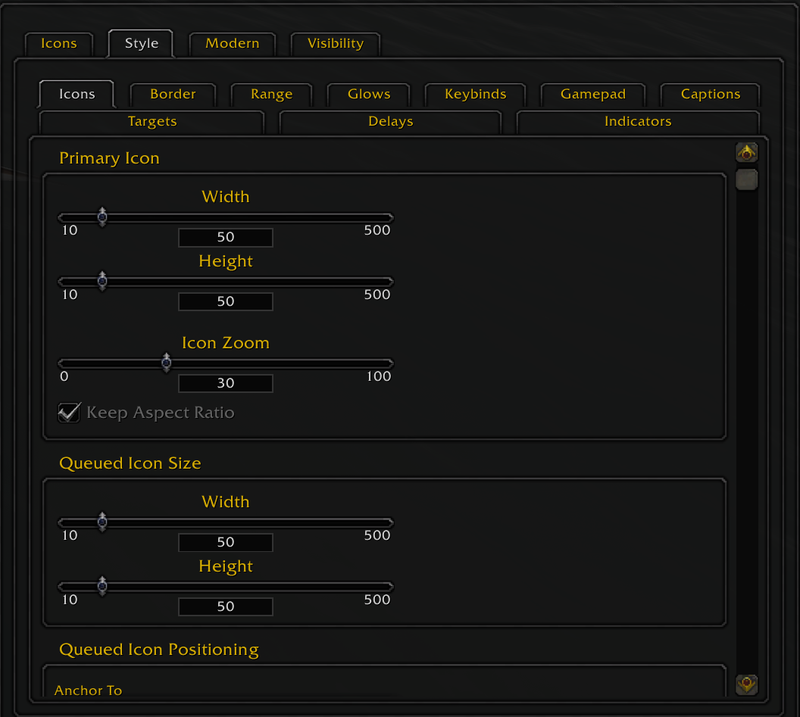 Icons Style Modern Visibility
Icons Border Range Glows Keybinds Gamepad Captions
Targets Delays Indicators
Primary Icon
Width
10 50 500
Height
10 50 500
Icon Zoom
0 30 100
Keep Aspect Ratio
Queued Icon Size
Width
10 50 500
Height
10 50 500
Queued Icon Positioning
Anchor To